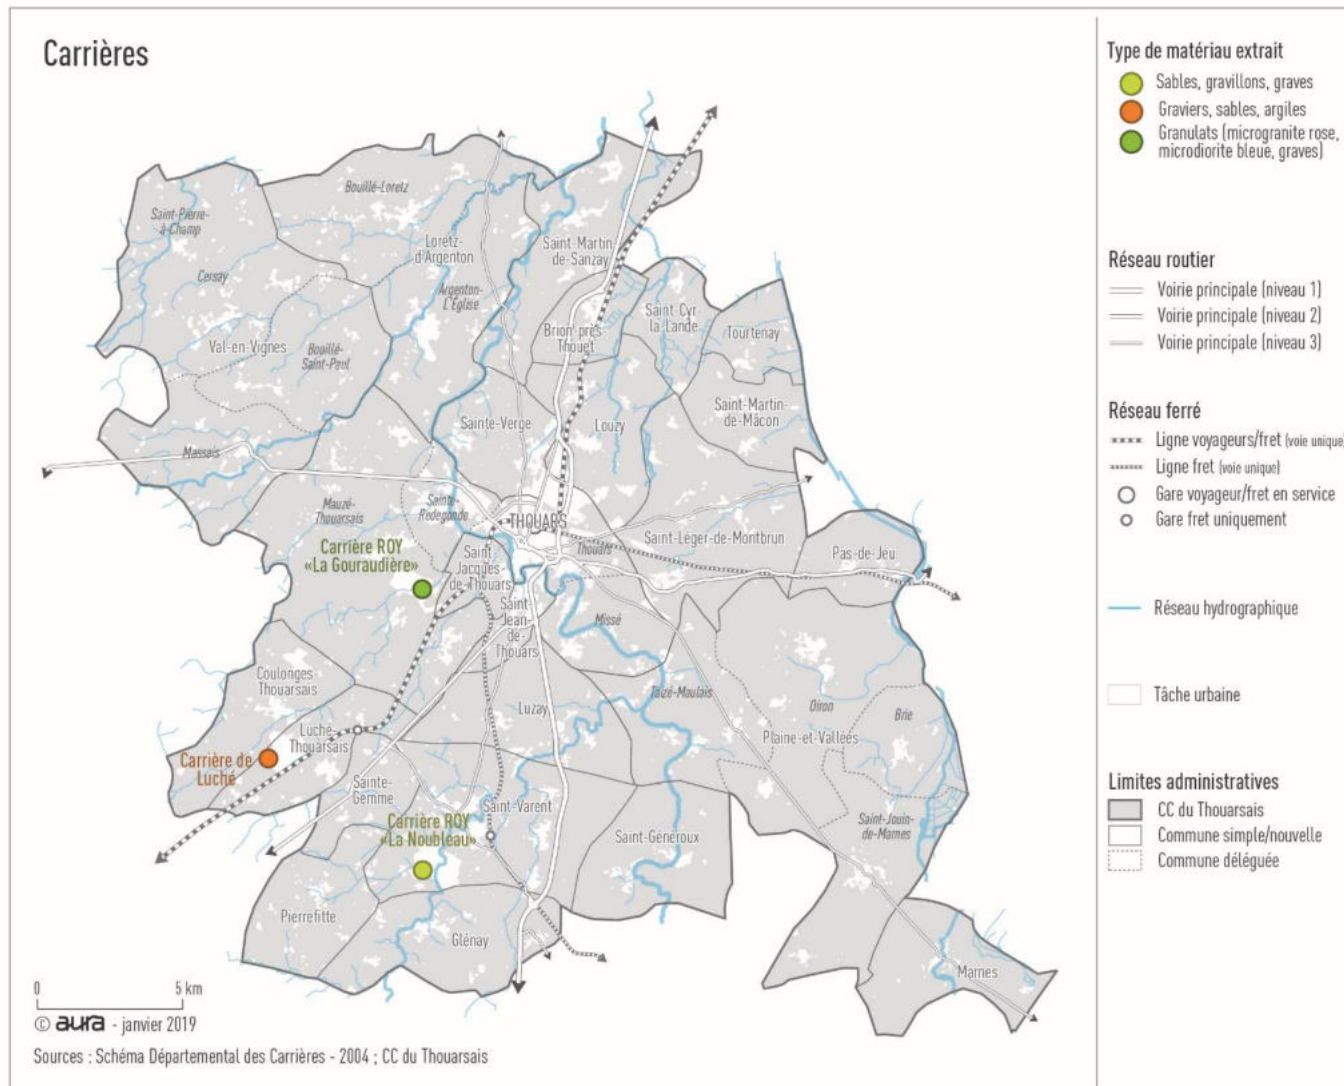 Carrières
Bouillé-Loretz
Saint-Pierre-
à-Champ
Loretz-
d'Argenton
Saint-Martin
de-Sanzay
Cersay
Argenton-
L'Église
Saint-Cyr-
la-Lande
Brion près-
Thouet
Tourtenay
Val-en-Vignes
Bouillé-
Saint-Paul
Saint-Martin-
de-Mâcon
Sainte-Verge
Louzy
Massais
Mauzé-
Thouarsais
Sainte-
Radegonde
THOUARS
Thouars
Saint-Léger-de-Montbrun
Pas-de-Jeu
Carrière ROY
«La Gouraudière»
Saint
Jacques-
de-Thouars
Saint-
Jean-
de-
Thouars
Missé
Coulonges-
Thouarsais
Luzay
Taizé-Maulais
Oiron
Brie
Plaine-et-Vallées
Luché-
Thouarsais
Carrière de
Luché
Sainte-
Gemme
Saint-Varent
Carrière ROY
«La Noubleau»
Saint-Généroux
Saint-Jouin-
de-Marnes
Pierrefitte
Glénay
Marnes
0 5 km
© aura - janvier 2019
Sources : Schéma Départemental des Carrières - 2004 ; CC du Thouarsais
Type de matériau extrait
Sables, gravillons, graves
Graviers, sables, argiles
Granulats (microgranite rose,
microdiorite bleue, graves)
Réseau routier
Voirie principale (niveau 1)
Voirie principale (niveau 2)
Voirie principale (niveau 3)
Réseau ferré
Ligne voyageurs/fret (voie unique)
Ligne fret (voie unique)
Gare voyageur/fret en service
Gare fret uniquement
Réseau hydrographique
Tâche urbaine
Limites administratives
CC du Thouarsais
Commune simple/nouvelle
Commune déléguée